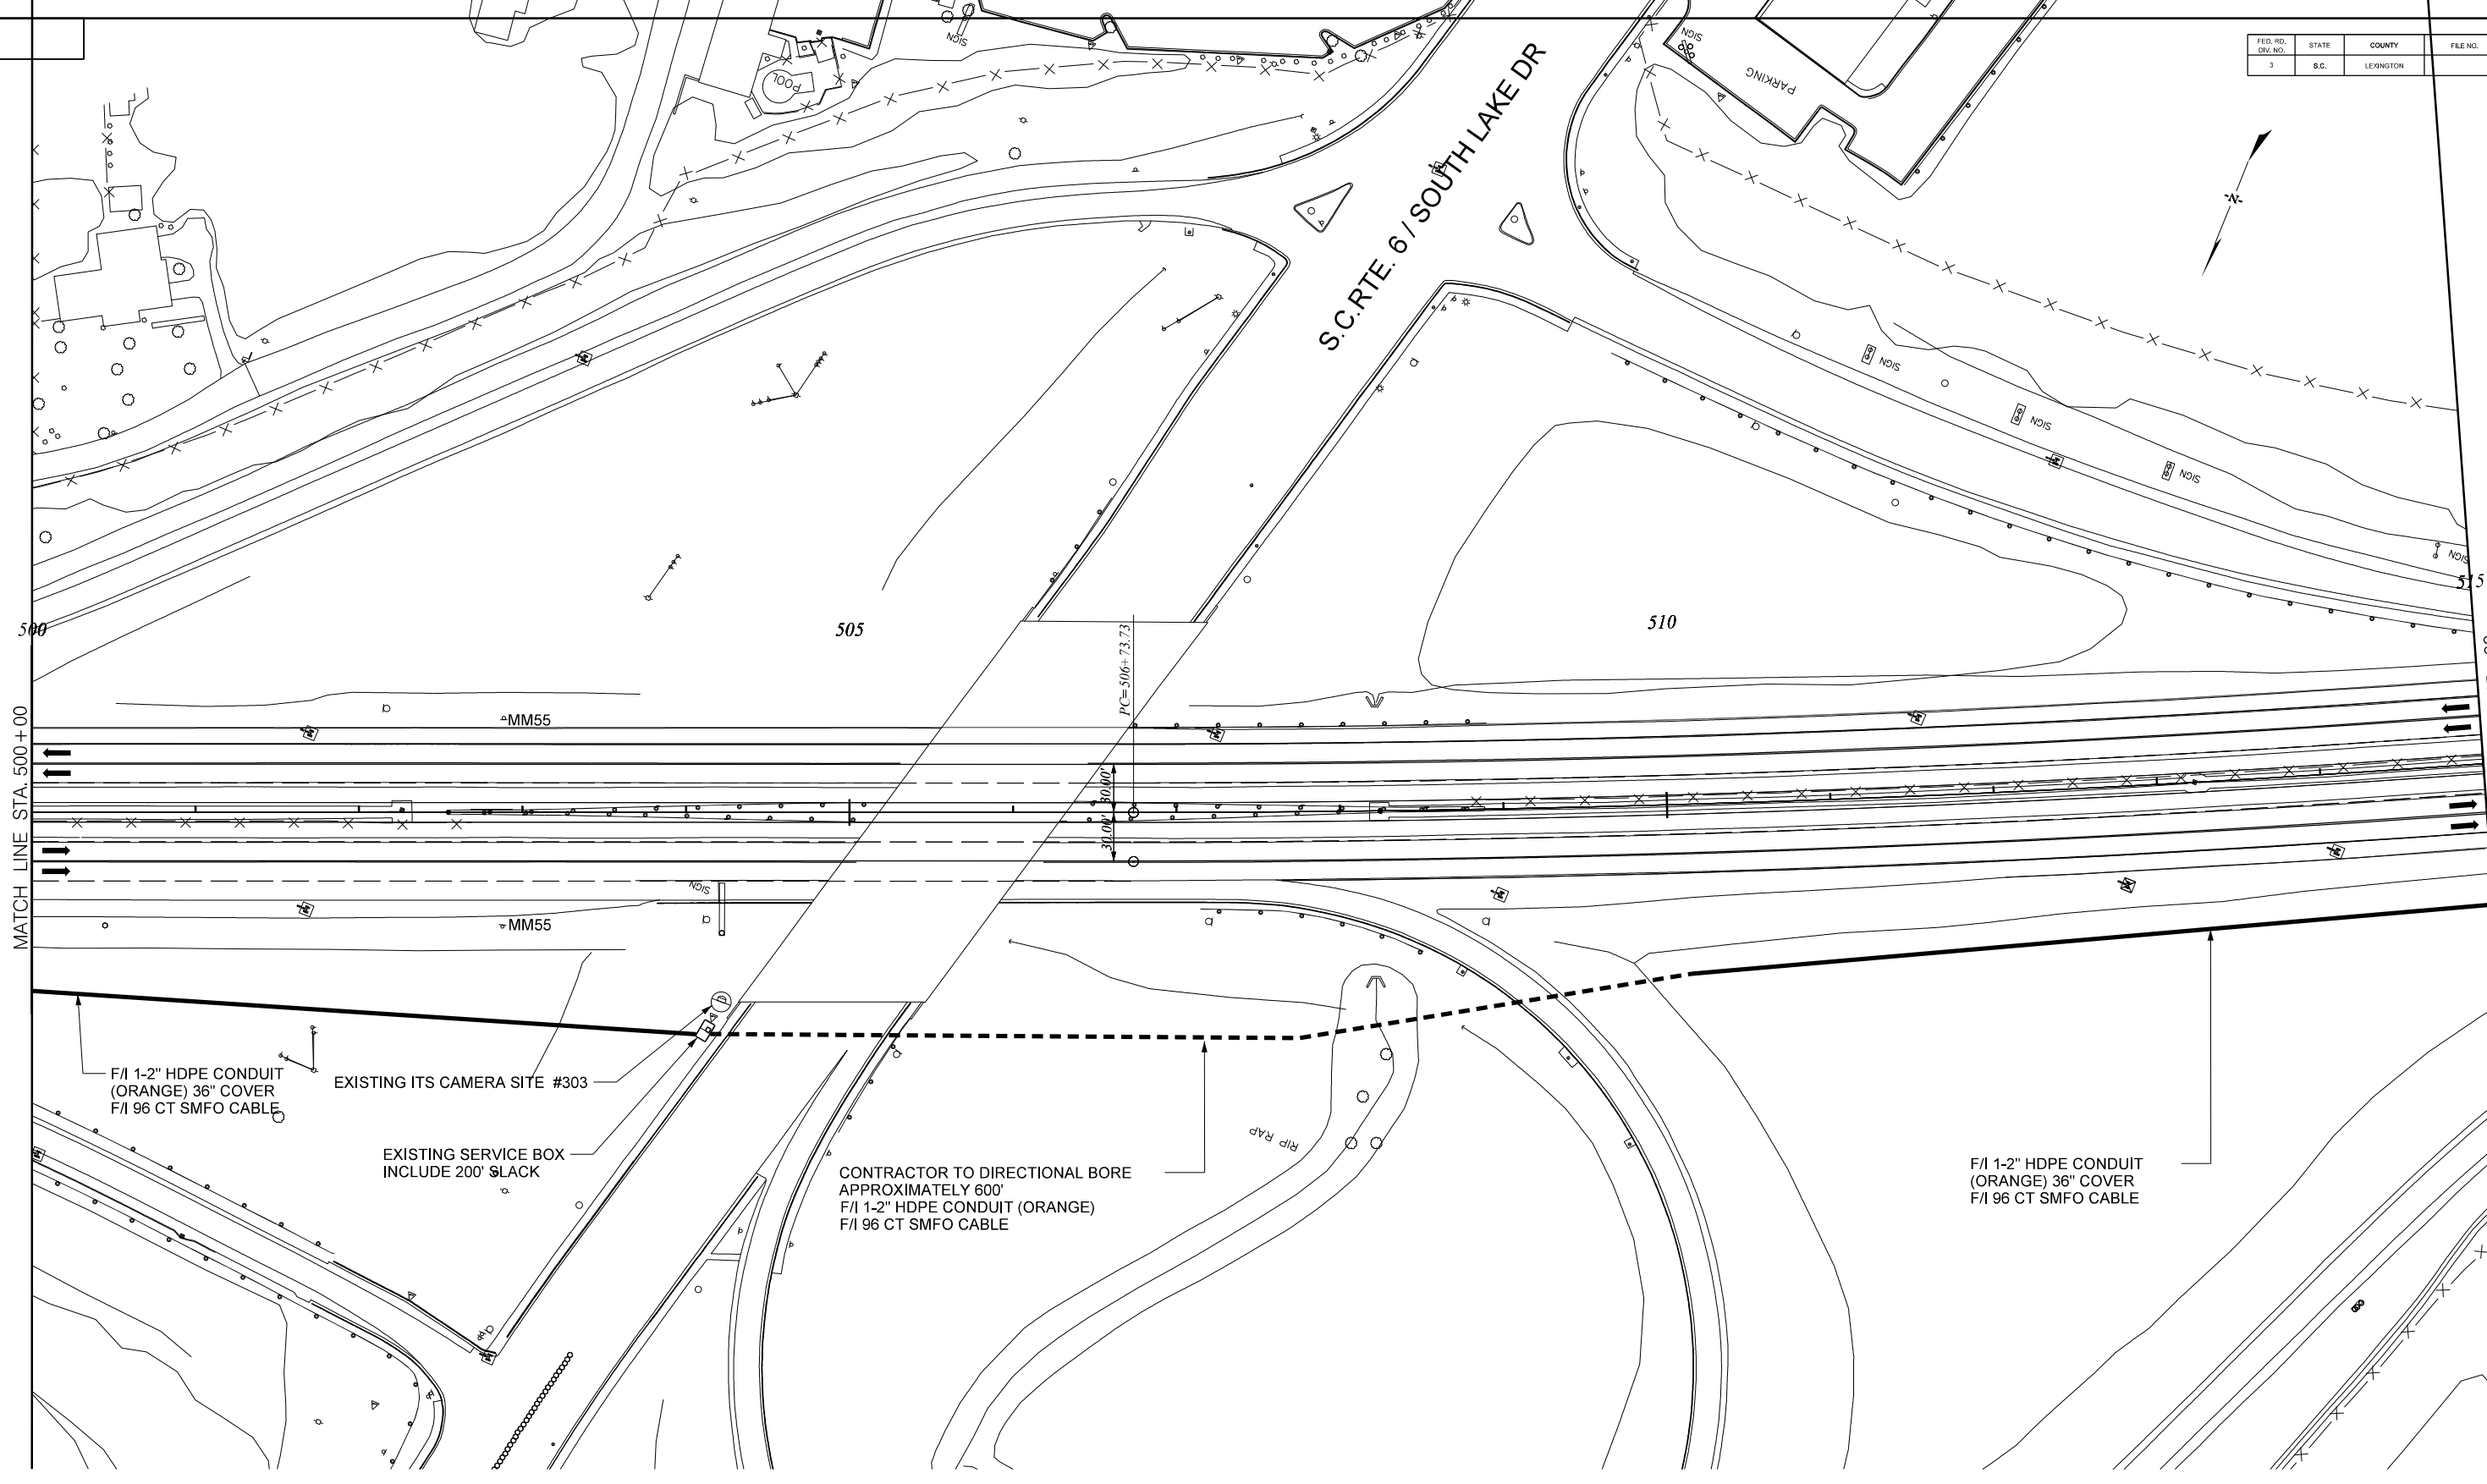 FED. RD. DIV. NO.
STATE
COUNTY
FILE NO.
3
S.C.
LEXINGTON
SIGN
POOL
SIGN
PARKING
S.C.RTE. 6 / SOUTH LAKE DR
-N-
SIGN
SIGN
SIGN
SIGN
500
505
510
515
PC=506+73.73
MM55
MATCH LINE STA. 500+00
30.00'
30.00'
SIGN
MM55
F/I 1-2" HDPE CONDUIT
(ORANGE) 36" COVER
F/I 96 CT SMFO CABLE
EXISTING ITS CAMERA SITE #303
EXISTING SERVICE BOX
INCLUDE 200' SLACK
CONTRACTOR TO DIRECTIONAL BORE
APPROXIMATELY 600'
F/I 1-2" HDPE CONDUIT (ORANGE)
F/I 96 CT SMFO CABLE
RIP RAP
F/I 1-2" HDPE CONDUIT
(ORANGE) 36" COVER
F/I 96 CT SMFO CABLE